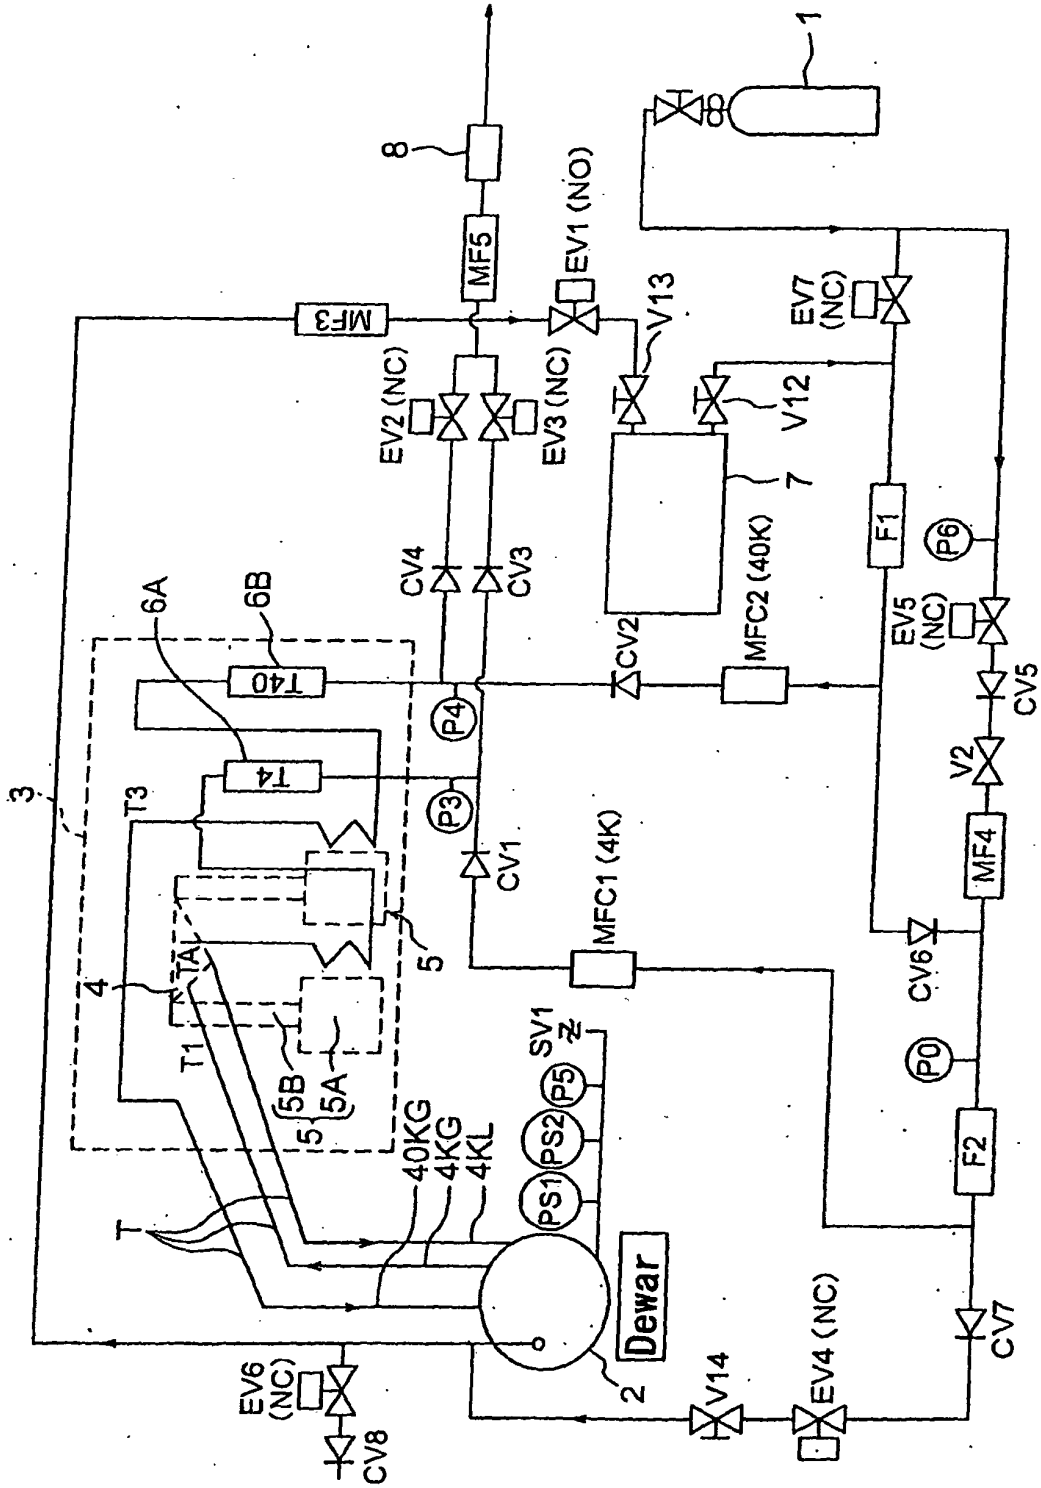 1
8
MF5
EV1 (NO)
MF3
EV2 (NC)
EV3 (NC)
V13
V12
7
EV7
(NC)
F1
P6
EV5
(NC)
CV5
V2
MF4
CV6
P0
F2
CV7
EV4 (NC)
V14
MFC2 (40K)
CV2
CV4
CV3
6A
6B
T40
T4
P4
P3
CV1
MFC1 (4K)
3
T3
4
TA
T1
5
5B
5A
5
T
40KG
4KG
4KL
SV1
P5
PS2
PS1
Dewar
2
EV6
(NC)
CV8